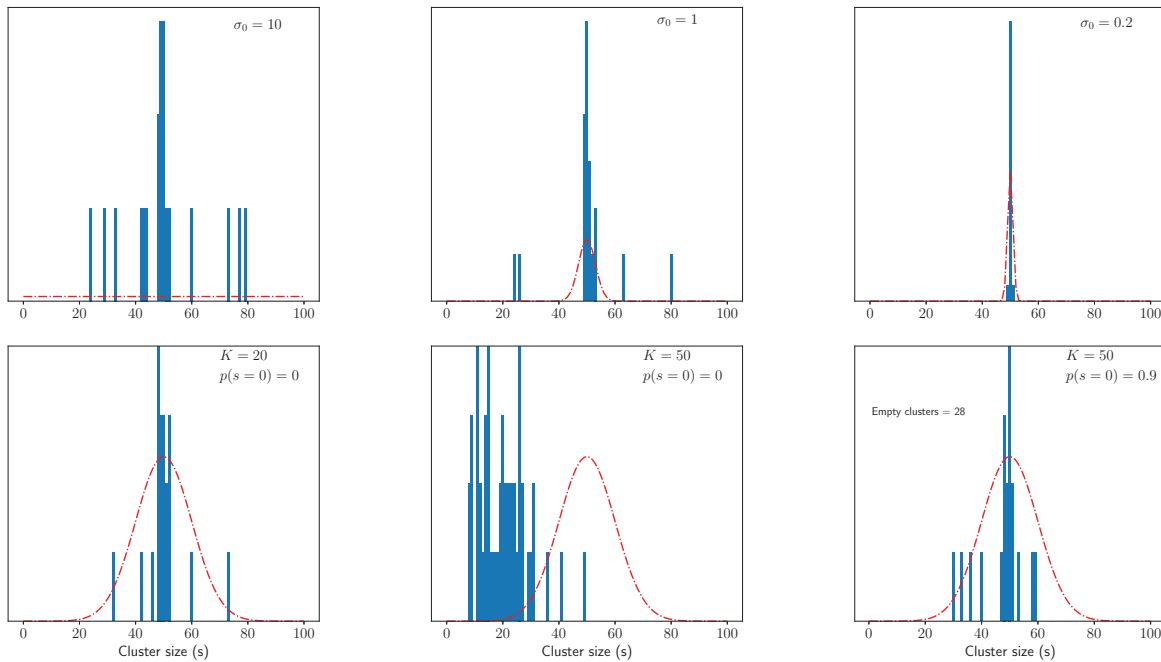 σ₀ = 10
σ₀ = 1
σ₀ = 0.2
0 20 40 60 80 100
0 20 40 60 80 100
0 20 40 60 80 100
K = 20
p(s = 0) = 0
K = 50
p(s = 0) = 0
K = 50
p(s = 0) = 0.9
Empty clusters = 28
0 20 40 60 80 100
0 20 40 60 80 100
0 20 40 60 80 100
Cluster size (s)
Cluster size (s)
Cluster size (s)